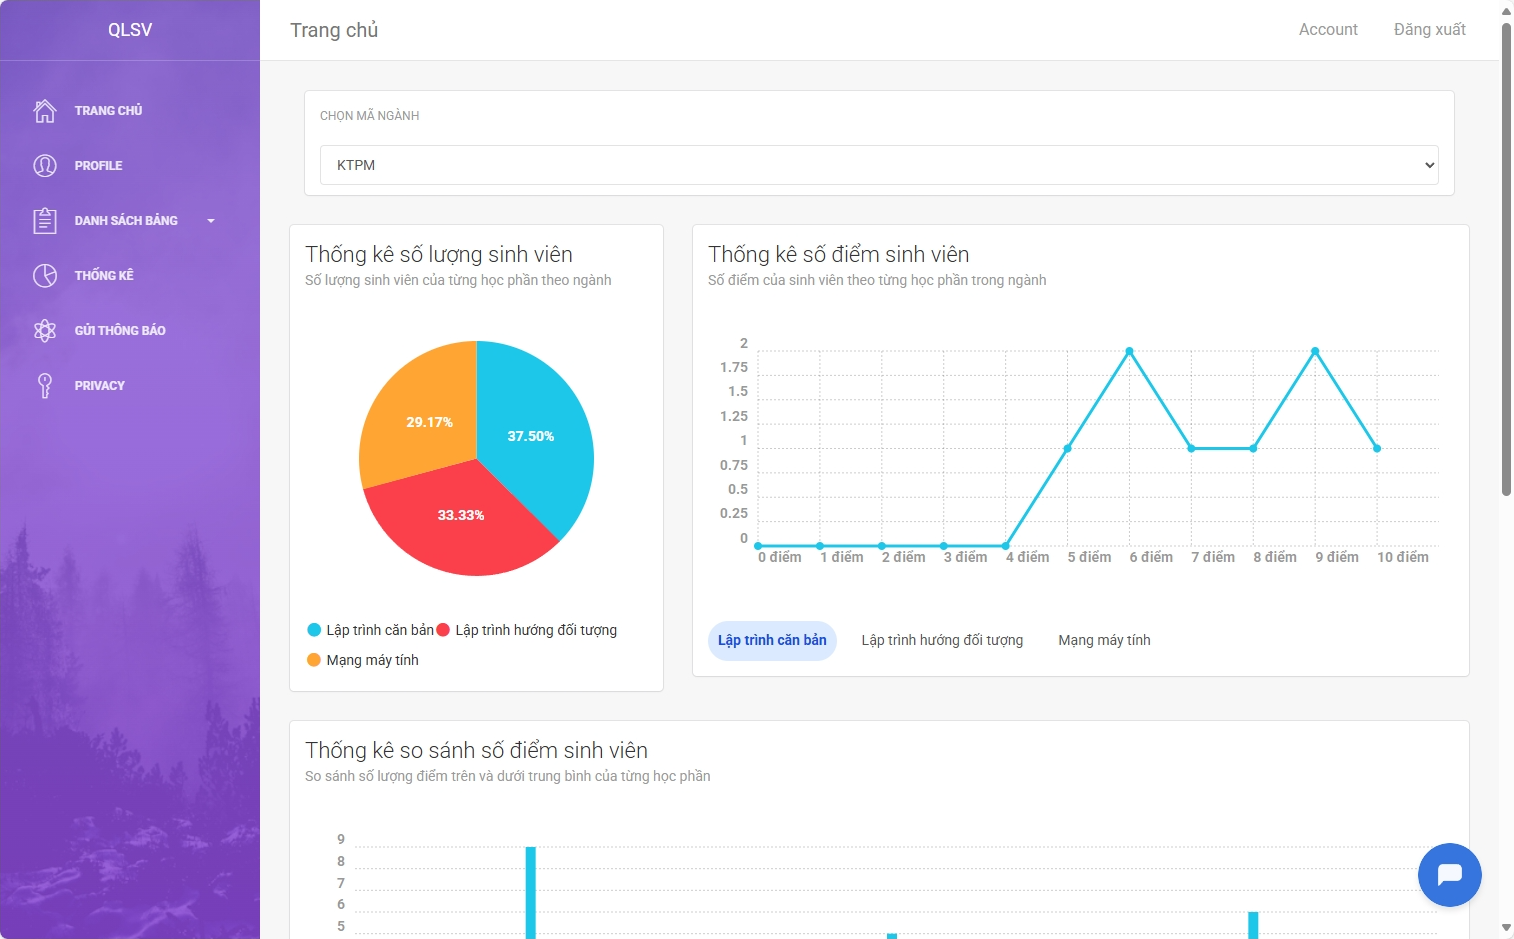 QLSV
Trang chủ
Account
Đăng xuất
TRANG CHỦ
PROFILE
DANH SÁCH BẢNG
THỐNG KÊ
GỬI THÔNG BÁO
PRIVACY
CHỌN MÃ NGÀNH
KTPM
Thống kê số lượng sinh viên
Số lượng sinh viên của từng học phần theo ngành
29.17%
37.50%
33.33%
Lập trình căn bản
Lập trình hướng đối tượng
Mạng máy tính
Thống kê số điểm sinh viên
Số điểm của sinh viên theo từng học phần trong ngành
2
1.75
1.5
1.25
1
0.75
0.5
0.25
0
0 điểm
1 điểm
2 điểm
3 điểm
4 điểm
5 điểm
6 điểm
7 điểm
8 điểm
9 điểm
10 điểm
Lập trình căn bản
Lập trình hướng đối tượng
Mạng máy tính
Thống kê so sánh số điểm sinh viên
So sánh số lượng điểm trên và dưới trung bình của từng học phần
9
8
7
6
5